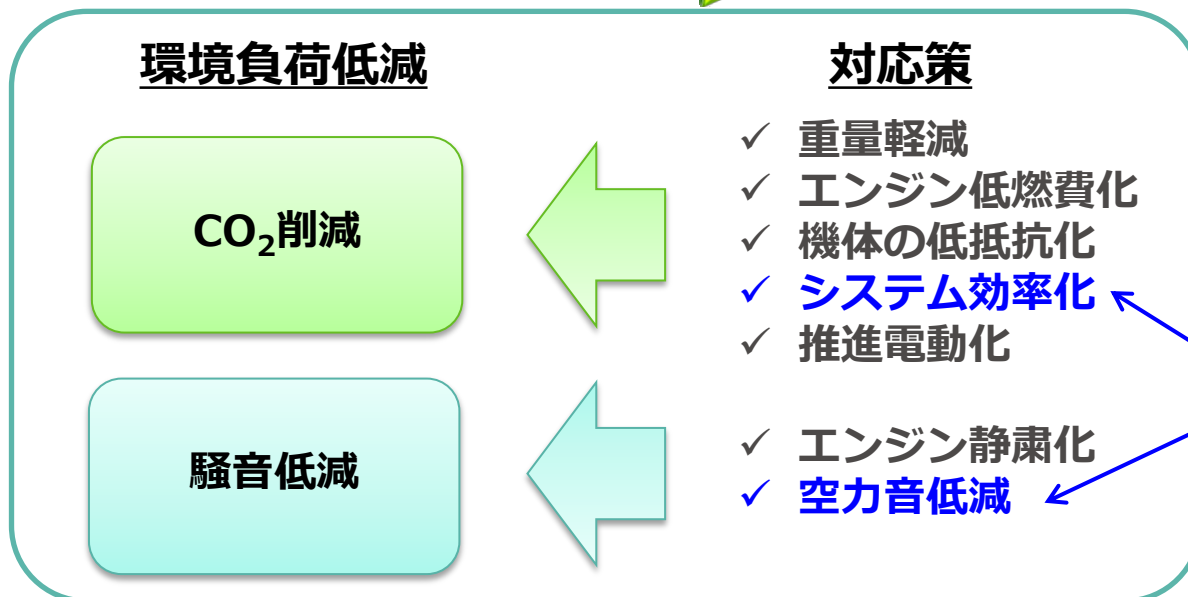 環境負荷低減
対応策
CO₂削減
✓ 重量軽減
✓ エンジン低燃費化
✓ 機体の低抵抗化
✓ システム効率化
✓ 推進電動化
騒音低減
✓ エンジン静粛化
✓ 空力音低減